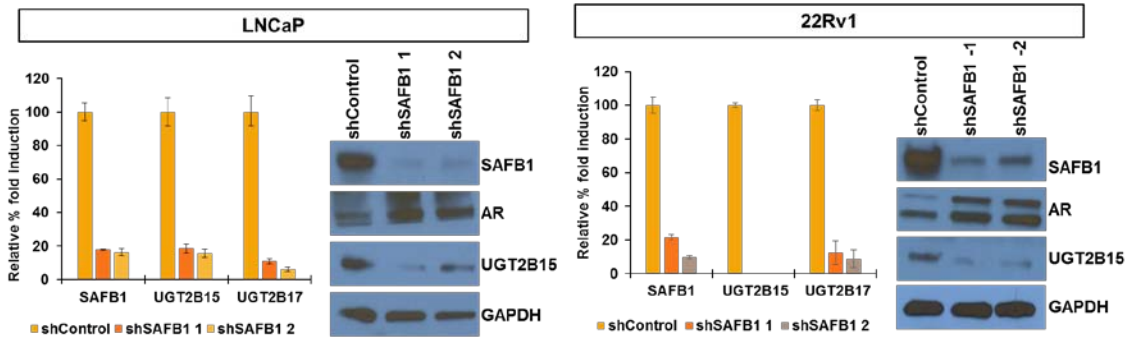 LNCaP
Relative % fold induction
120
100
80
60
40
20
0
SAFB1 UGT2B15 UGT2B17
shControl shSAFB1 1 shSAFB1 2
shControl
shSAFB1 1
shSAFB1 2
SAFB1
AR
UGT2B15
GAPDH
22Rv1
Relative % fold induction
120
100
80
60
40
20
0
SAFB1 UGT2B15 UGT2B17
shControl shSAFB1 1 shSAFB1 2
shControl
shSAFB1 -1
shSAFB1 -2
SAFB1
AR
UGT2B15
GAPDH